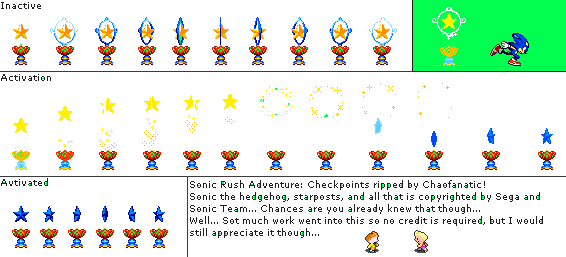 Inactive
Activation
Avtivated
Sonic Rush Adventure: Checkpoints ripped by Chaofanatic!
Sonic the hedgehog, starposts, and all that is copyrighted by Sega and
Sonic Team... Chances are you already knew that though...
Well... Sot much work went into this so no credit is required, but I would
still appreciate it though...